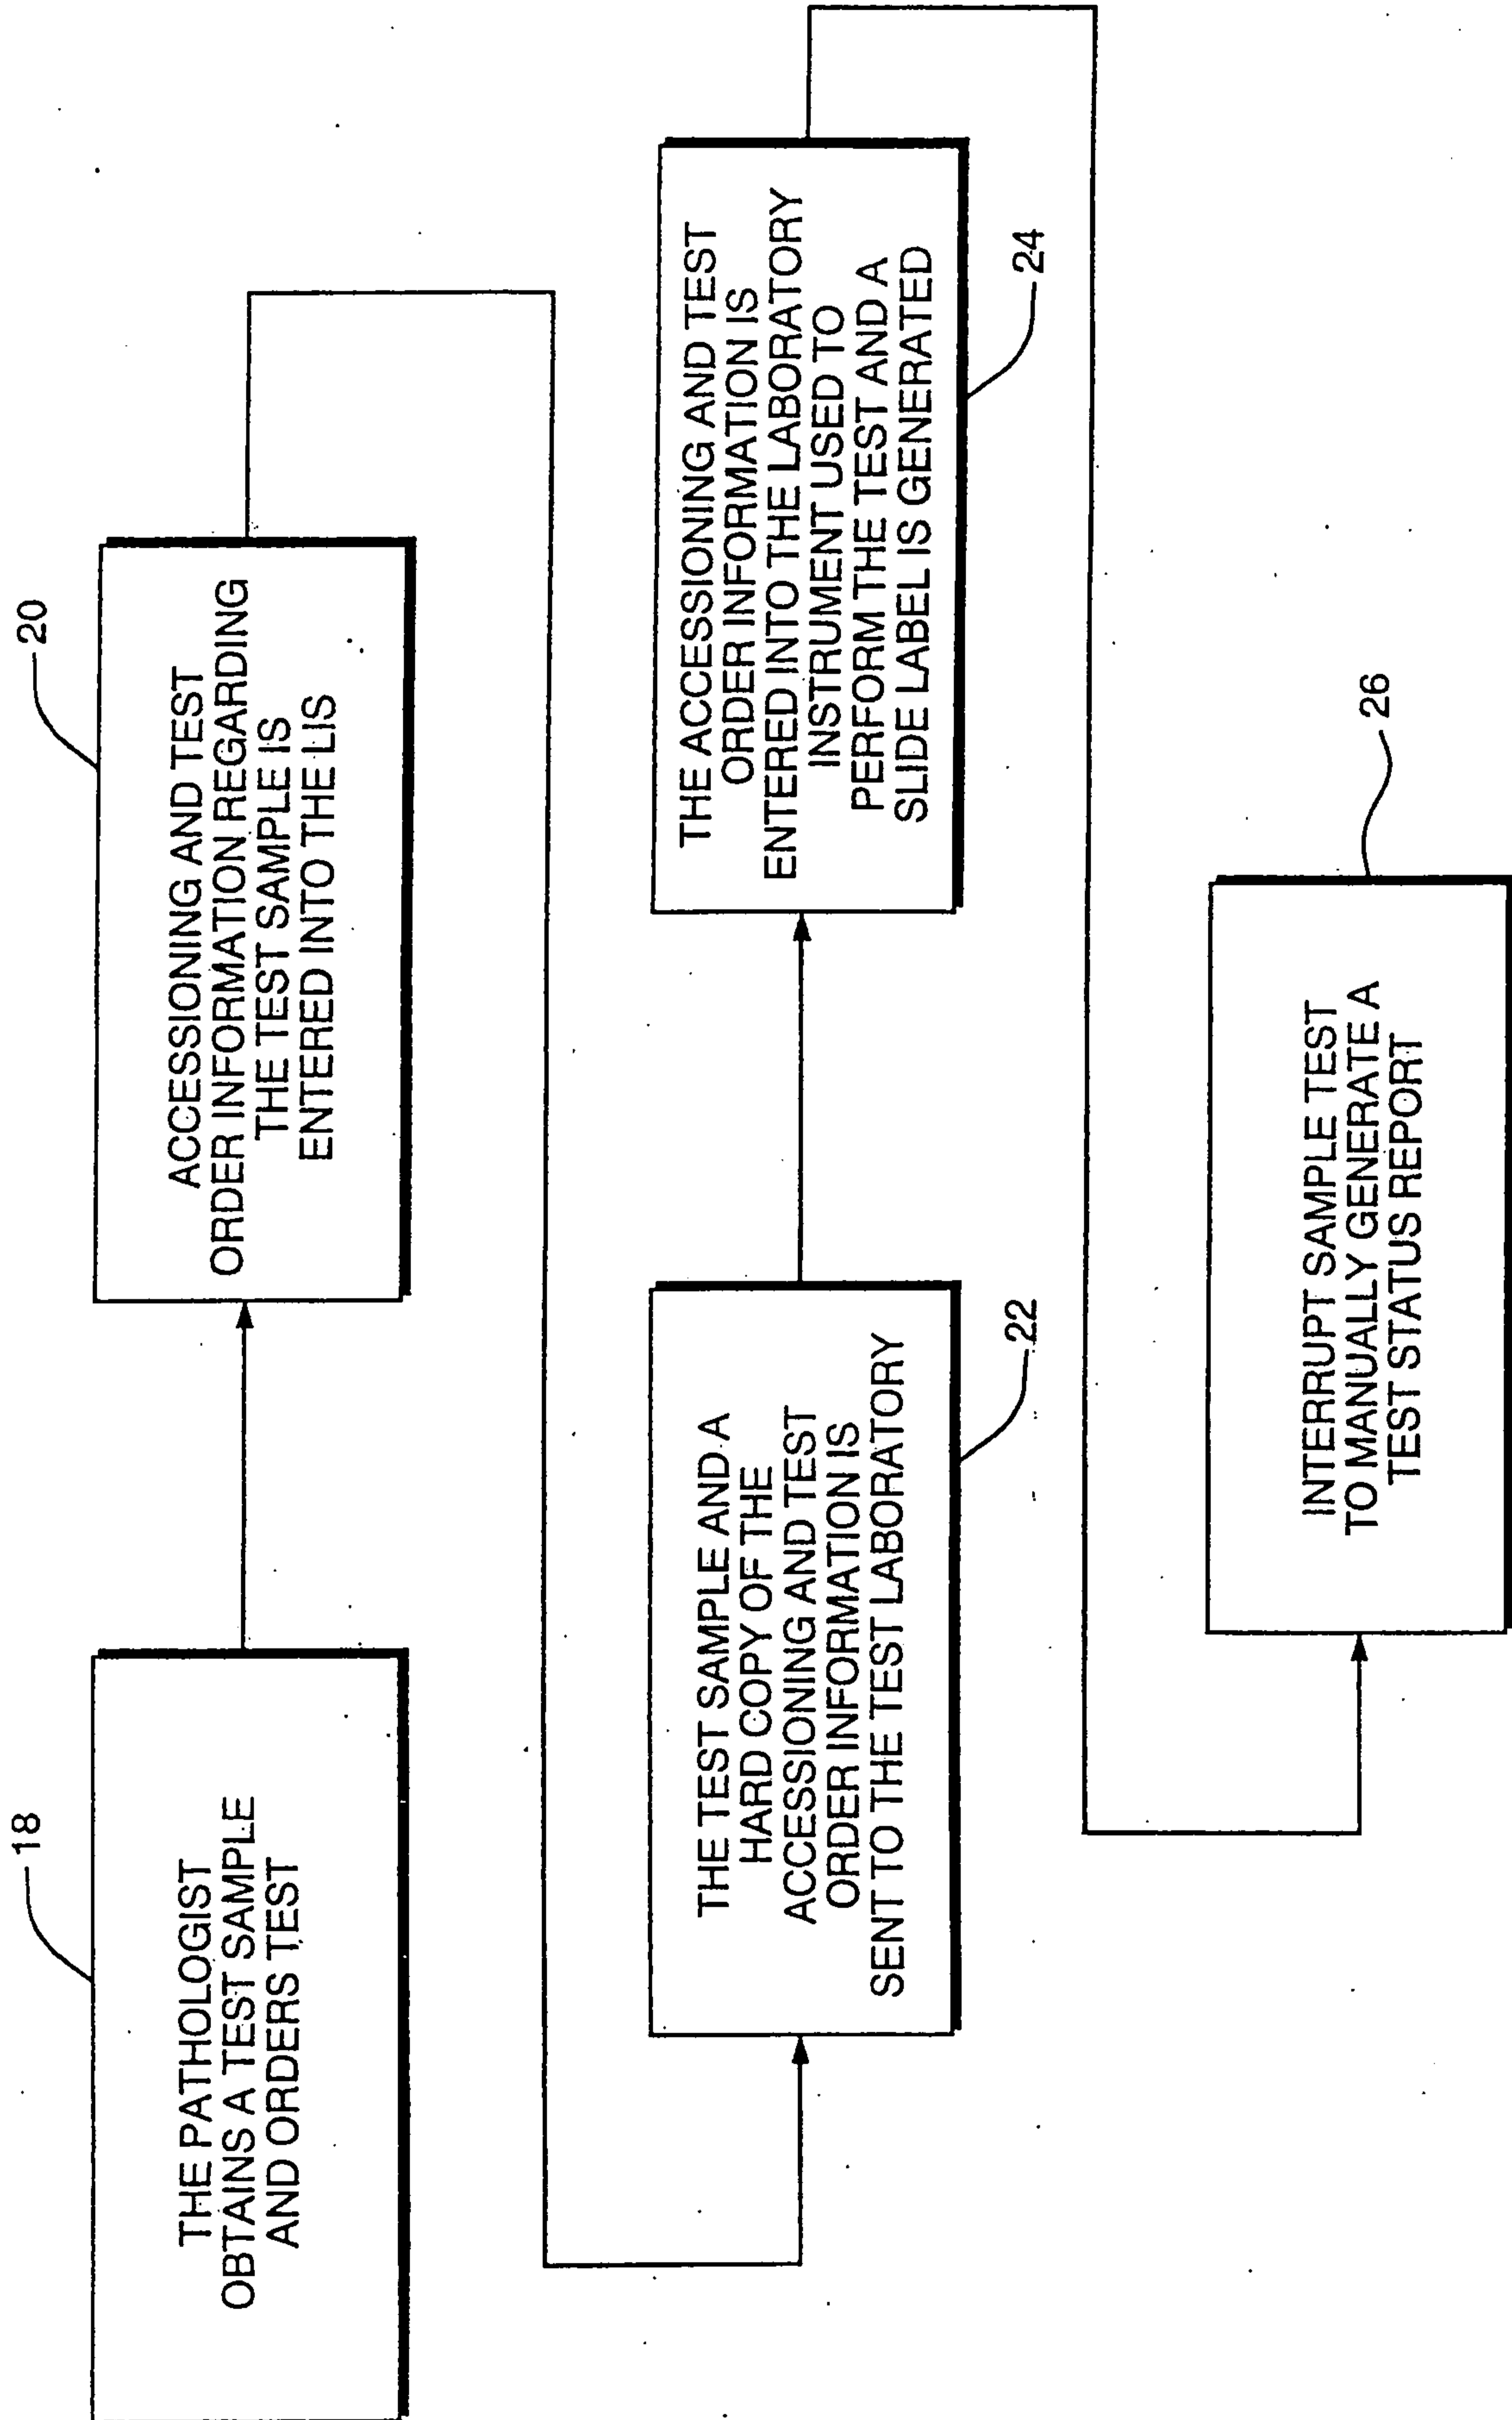 18
THE PATHOLOGIST
OBTAINS A TEST SAMPLE
AND ORDERS TEST
20
ACCESSIONING AND TEST
ORDER INFORMATION REGARDING
THE TEST SAMPLE IS
ENTERED INTO THE LIS
THE TEST SAMPLE AND A
HARD COPY OF THE
ACCESSIONING AND TEST
ORDER INFORMATION IS
SENT TO THE TEST LABORATORY
22
THE ACCESSIONING AND TEST
ORDER INFORMATION IS
ENTERED INTO THE LABORATORY
INSTRUMENT USED TO
PERFORM THE TEST AND A
SLIDE LABEL IS GENERATED
24
INTERRUPT SAMPLE TEST
TO MANUALLY GENERATE A
TEST STATUS REPORT
26